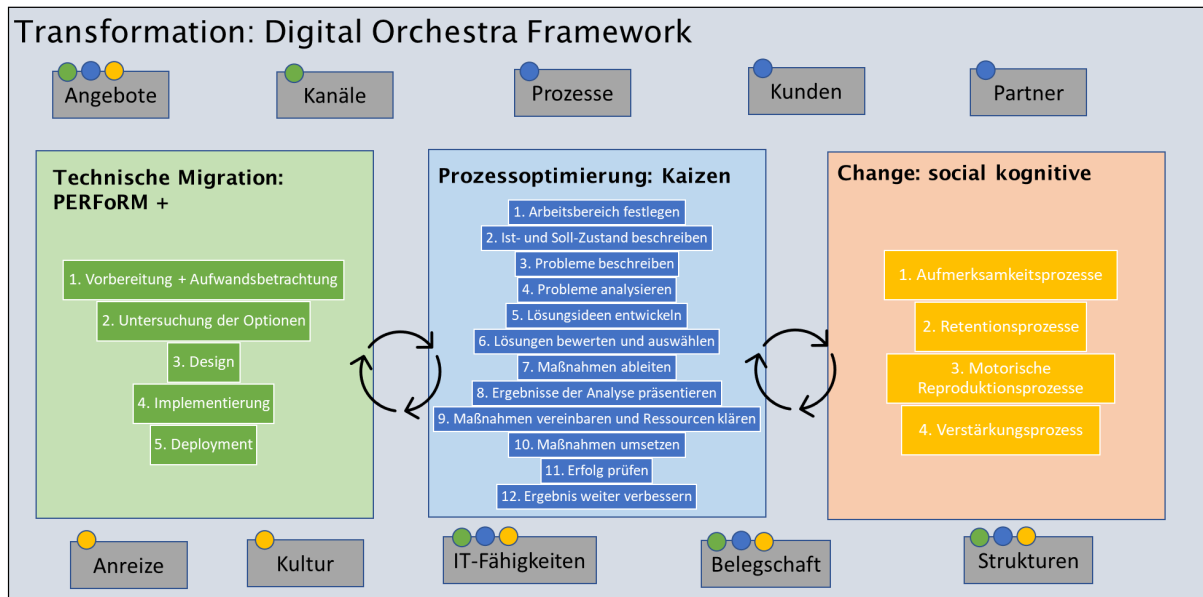 Transformation: Digital Orchestra Framework
Angebote
Kanäle
Prozesse
Kunden
Partner
Technische Migration:
PERFoRM +
1. Vorbereitung + Aufwandsbetrachtung
2. Untersuchung der Optionen
3. Design
4. Implementierung
5. Deployment
Prozessoptimierung: Kaizen
1. Arbeitsbereich festlegen
2. Ist- und Soll-Zustand beschreiben
3. Probleme beschreiben
4. Probleme analysieren
5. Lösungsideen entwickeln
6. Lösungen bewerten und auswählen
7. Maßnahmen ableiten
8. Ergebnisse der Analyse präsentieren
9. Maßnahmen vereinbaren und Ressourcen klären
10. Maßnahmen umsetzen
11. Erfolg prüfen
12. Ergebnis weiter verbessern
Change: social kognitive
1. Aufmerksamkeitsprozesse
2. Retentionsprozesse
3. Motorische
Reproduktionsprozesse
4. Verstärkungsprozess
Anreize
Kultur
IT-Fähigkeiten
Belegschaft
Strukturen